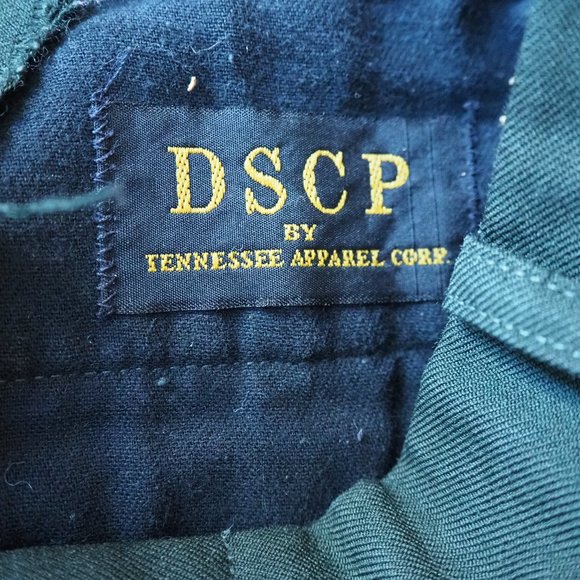 DSCP
BY
TENNESSEE APPAREL CORP.